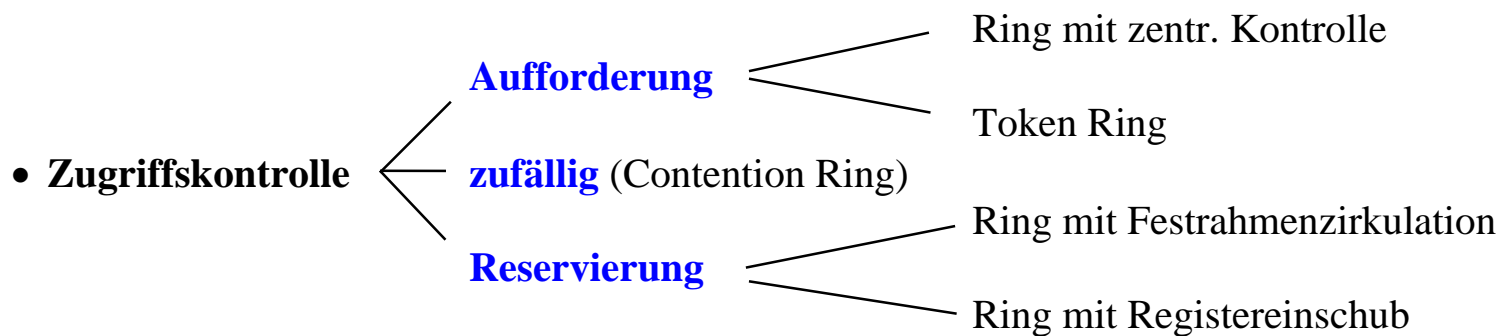 Ring mit zentr. Kontrolle
Aufforderung
Token Ring
• Zugriffskontrolle
zufällig (Contention Ring)
Ring mit Festrahmenzirkulation
Reservierung
Ring mit Registereinschub